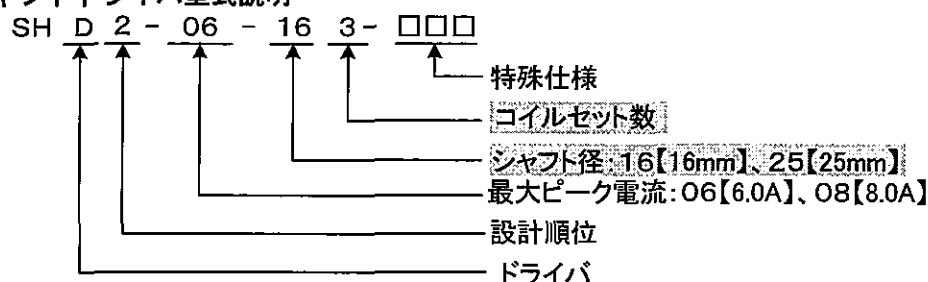 SH D 2 - 06 - 16 3 - □□□
特殊仕様
コイルセット数
シャフト径:16【16mm】、25【25mm】
最大ピーク電流:06【6.0A】、08【8.0A】
設計順位
ドライバ